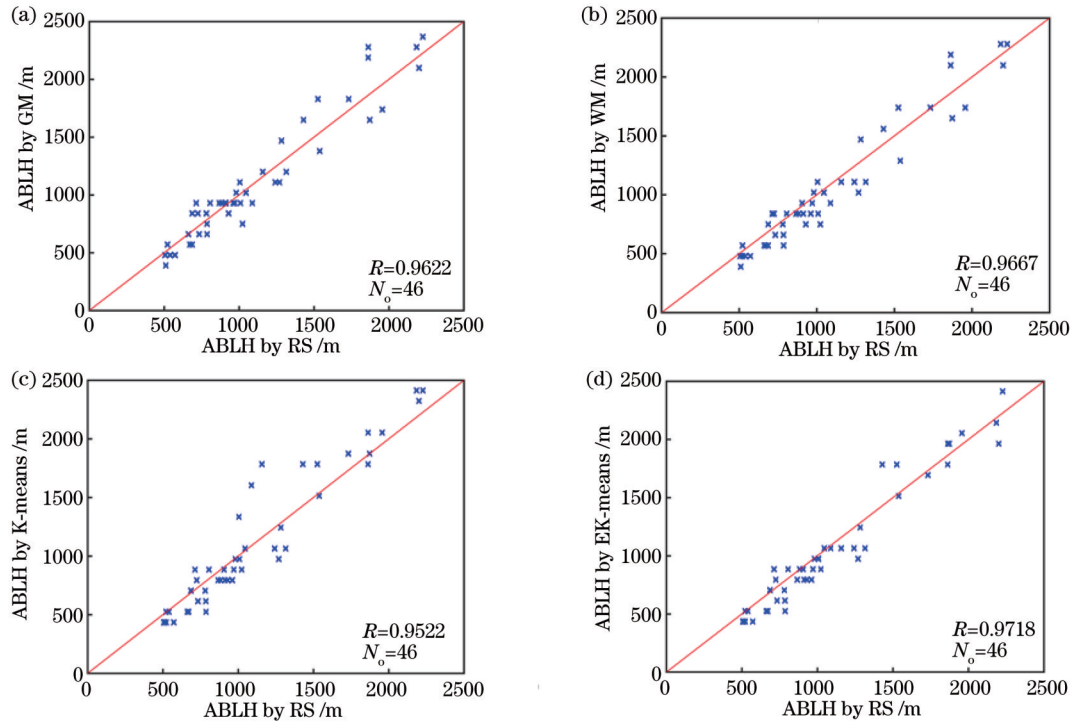 (a)
2500
2000
1500
1000
500
0
ABLH by GM /m
R=0.9622
No=46
0 500 1000 1500 2000 2500
ABLH by RS /m
(b)
2500
2000
1500
1000
500
0
ABLH by WM /m
R=0.9667
No=46
0 500 1000 1500 2000 2500
ABLH by RS /m
(c)
2500
2000
1500
1000
500
0
ABLH by K-means /m
R=0.9522
No=46
0 500 1000 1500 2000 2500
ABLH by RS /m
(d)
2500
2000
1500
1000
500
0
ABLH by EK-means /m
R=0.9718
No=46
0 500 1000 1500 2000 2500
ABLH by RS /m